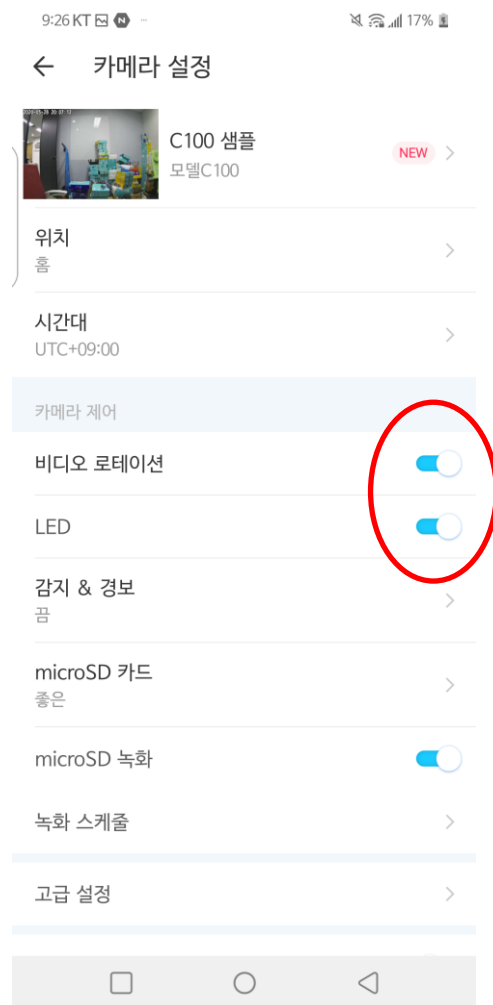 9:26 KT N 17%
카메라 설정
C100 샘플
모델C100
NEW
위치
홈
시간대
UTC+09:00
카메라 제어
비디오 로테이션
LED
감지 & 경보
끔
microSD 카드
좋은
microSD 녹화
녹화 스케줄
고급 설정